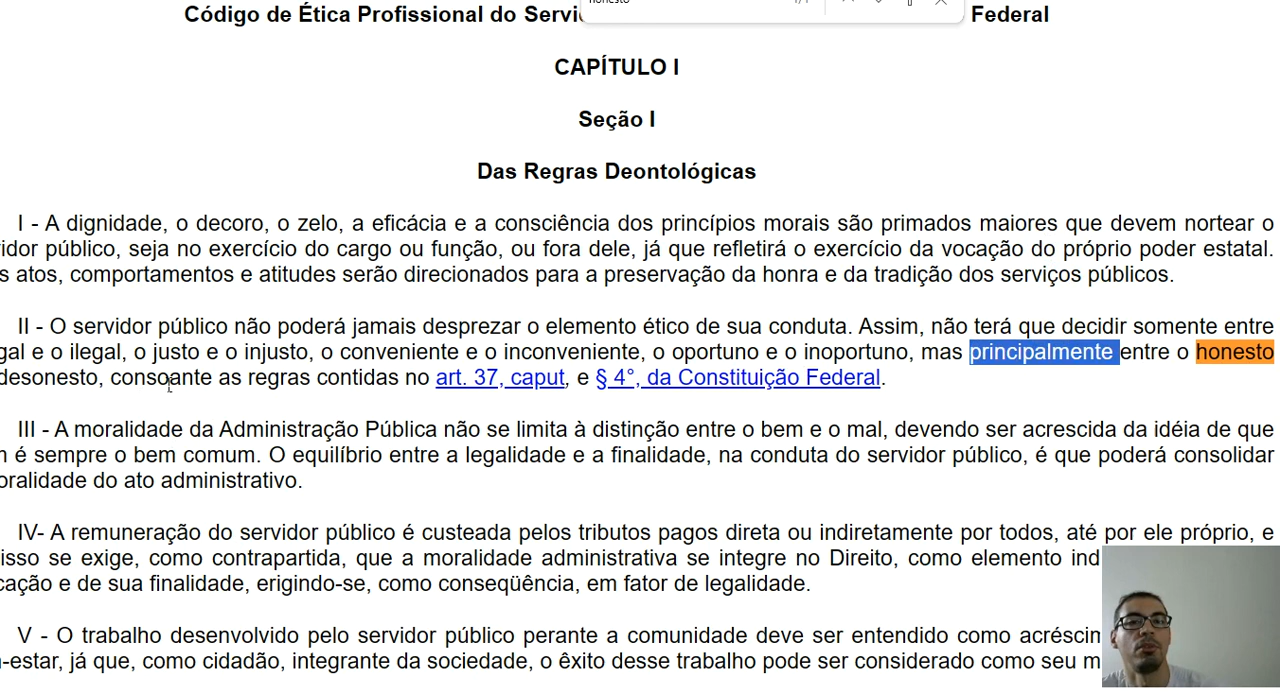 Código de Ética Profissional do Servi Federal
honesto 1/1
CAPÍTULO I
Seção I
Das Regras Deontológicas
I - A dignidade, o decoro, o zelo, a eficácia e a consciência dos princípios morais são primados maiores que devem nortear o
vidor público, seja no exercício do cargo ou função, ou fora dele, já que refletirá o exercício da vocação do próprio poder estatal.
s atos, comportamentos e atitudes serão direcionados para a preservação da honra e da tradição dos serviços públicos.
II - O servidor público não poderá jamais desprezar o elemento ético de sua conduta. Assim, não terá que decidir somente entre
gal e o ilegal, o justo e o injusto, o conveniente e o inconveniente, o oportuno e o inoportuno, mas principalmente entre o honesto
desonesto, consoante as regras contidas no art. 37, caput, e § 4°, da Constituição Federal.
III - A moralidade da Administração Pública não se limita à distinção entre o bem e o mal, devendo ser acrescida da idéia de que
é sempre o bem comum. O equilíbrio entre a legalidade e a finalidade, na conduta do servidor público, é que poderá consolidar
oralidade do ato administrativo.
IV- A remuneração do servidor público é custeada pelos tributos pagos direta ou indiretamente por todos, até por ele próprio, e
isso se exige, como contrapartida, que a moralidade administrativa se integre no Direito, como elemento ind
cação e de sua finalidade, erigindo-se, como conseqüência, em fator de legalidade.
V - O trabalho desenvolvido pelo servidor público perante a comunidade deve ser entendido como acréscim
-estar, já que, como cidadão, integrante da sociedade, o êxito desse trabalho pode ser considerado como seu m